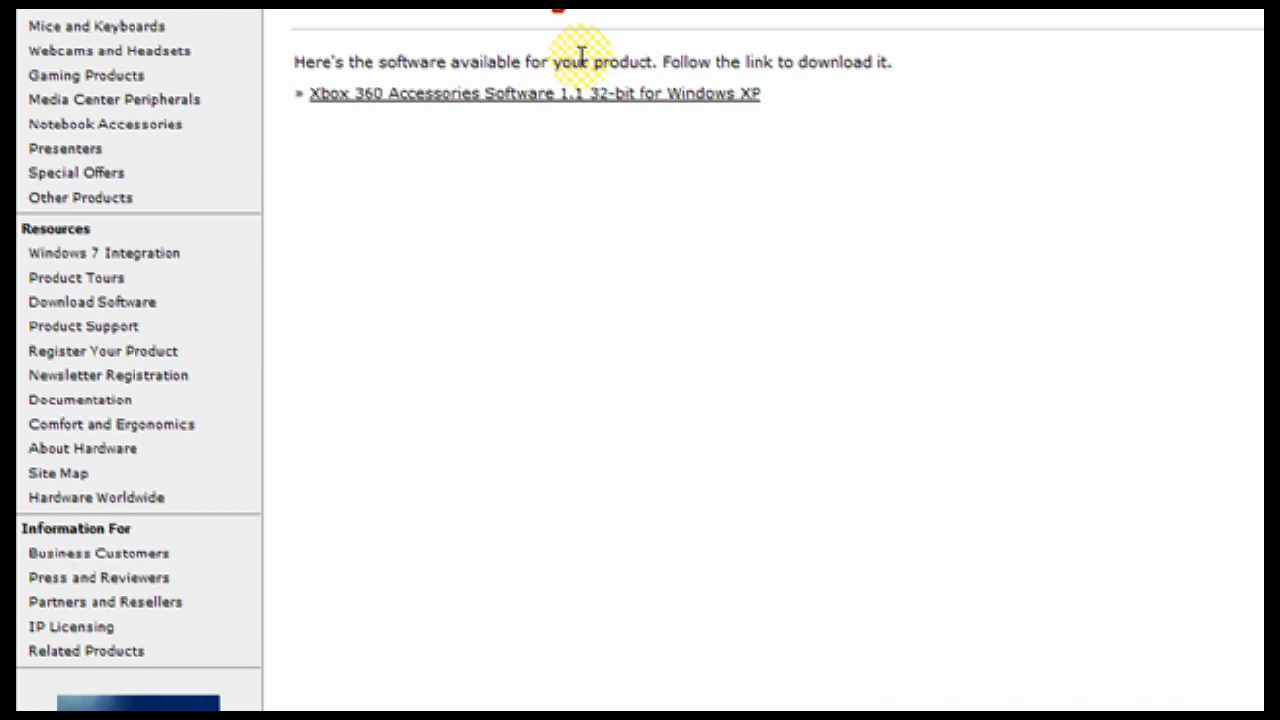 Mice and Keyboards
Webcams and Headsets
Gaming Products
Media Center Peripherals
Notebook Accessories
Presenters
Special Offers
Other Products
Resources
Windows 7 Integration
Product Tours
Download Software
Product Support
Register Your Product
Newsletter Registration
Documentation
Comfort and Ergonomics
About Hardware
Site Map
Hardware Worldwide
Information For
Business Customers
Press and Reviewers
Partners and Resellers
IP Licensing
Related Products
Here's the software available for your product. Follow the link to download it.
» Xbox 360 Accessories Software 1.1 32-bit for Windows XP